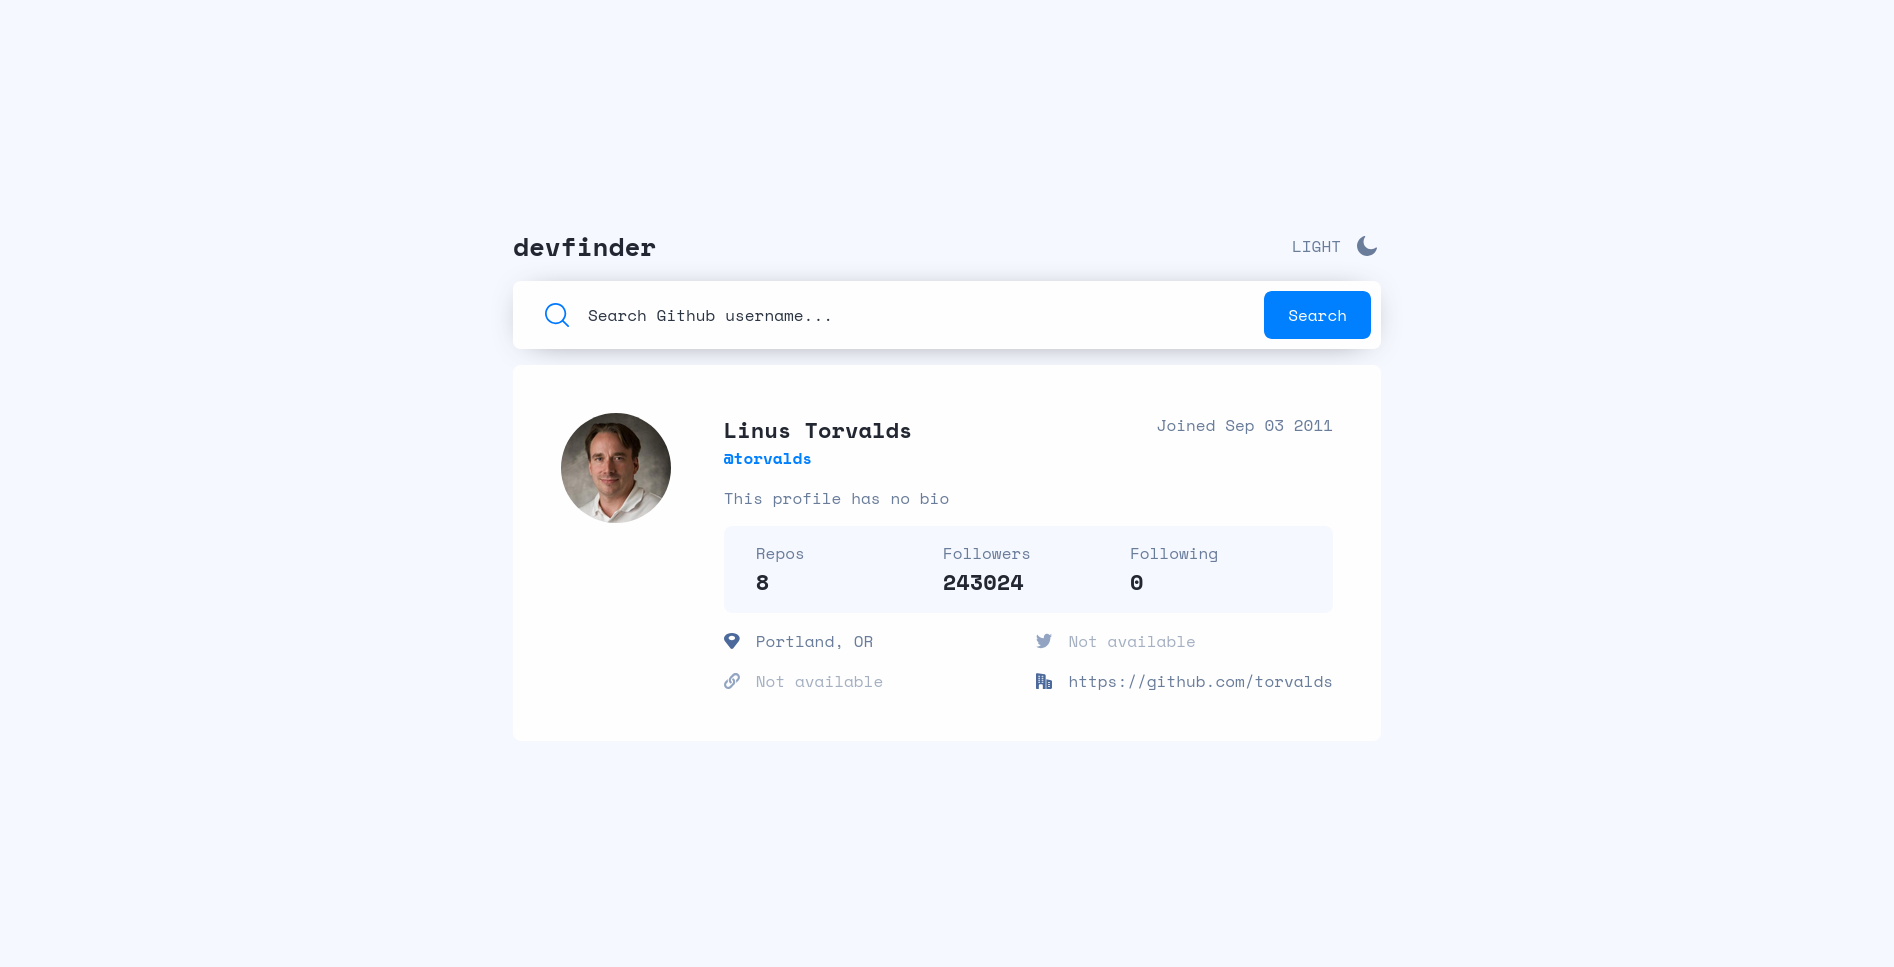 devfinder
LIGHT
Search Github username...
Search
Linus Torvalds
Joined Sep 03 2011
@torvalds
This profile has no bio
Repos
Followers
Following
8
243024
0
Portland, OR
Not available
Not available
https://github.com/torvalds